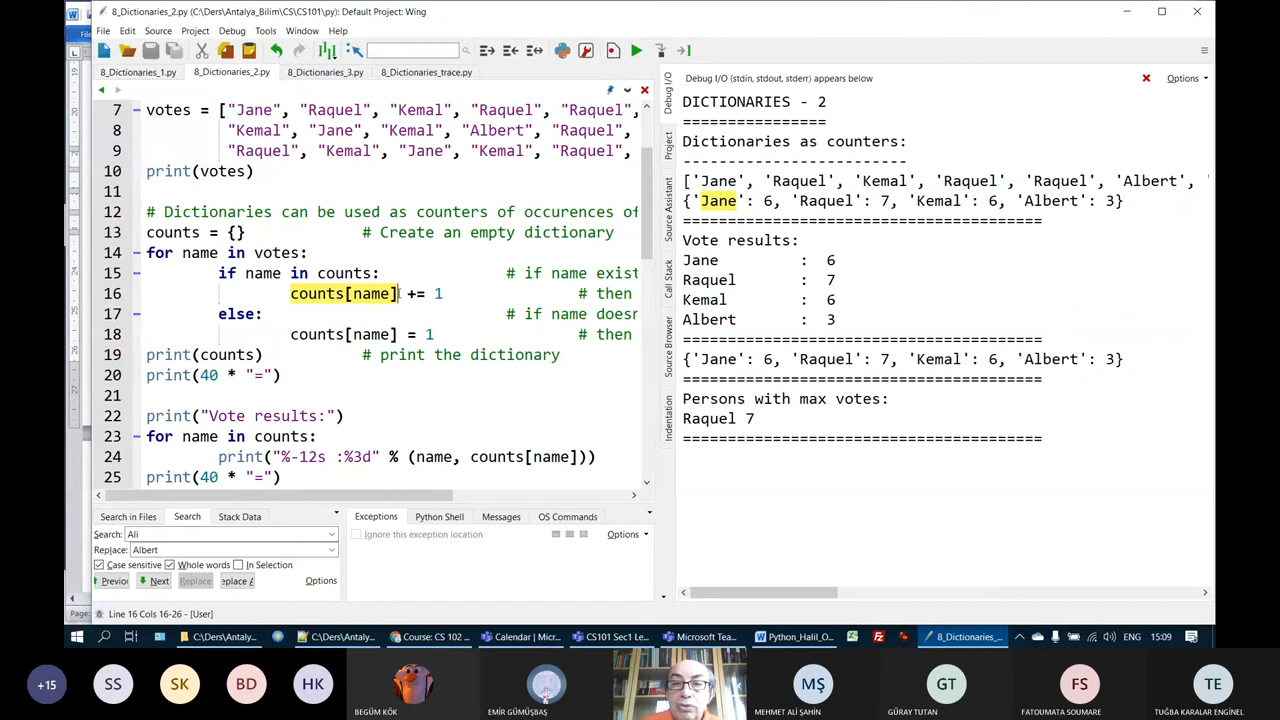 8_Dictionaries_2.py (C:\Ders\Antalya_Bilim\CS\CS101\py): Default Project: Wing
File Edit Source Project Debug Tools Window Help
8_Dictionaries_1.py 8_Dictionaries_2.py 8_Dictionaries_3.py 8_Dictionaries_trace.py
7 votes = ["Jane", "Raquel", "Kemal", "Raquel", "Raquel",
8 "Kemal", "Jane", "Kemal", "Albert", "Raquel",
9 "Raquel", "Kemal", "Jane", "Kemal", "Raquel",
10 print(votes)
11
12 # Dictionaries can be used as counters of occurences of
13 counts = {} # Create an empty dictionary
14 for name in votes:
15 if name in counts: # if name exist
16 counts[name] += 1 # then
17 else: # if name doesn
18 counts[name] = 1 # then
19 print(counts) # print the dictionary
20 print(40 * "=")
21
22 print("Vote results:")
23 for name in counts:
24 print("%-12s :%3d" % (name, counts[name]))
25 print(40 * "=")
Debug I/O
Project
Source Assistant
Call Stack
Source Browser
Indentation
Debug I/O (stdin, stdout, stderr) appears below
Options
DICTIONARIES - 2
================
Dictionaries as counters:
-------------------------
['Jane', 'Raquel', 'Kemal', 'Raquel', 'Raquel', 'Albert',
{'Jane': 6, 'Raquel': 7, 'Kemal': 6, 'Albert': 3}
========================================
Vote results:
Jane : 6
Raquel : 7
Kemal : 6
Albert : 3
========================================
{'Jane': 6, 'Raquel': 7, 'Kemal': 6, 'Albert': 3}
========================================
Persons with max votes:
Raquel 7
========================================
Search in Files Search Stack Data
Search: Ali
Replace: Albert
Case sensitive Whole words In Selection
Previou Next Replace eplace A Options
Exceptions Python Shell Messages OS Commands
Ignore this exception location Options
Line 16 Cols 16-26 - [User]
Page:
C:\Ders\Antaly... C:\Ders\Antaly... Course: CS 102 ... Calendar | Micr... CS101 Sec1 Lec... Microsoft Tea... Python_Halil_O... 8_Dictionaries_... ENG 15:09
+15 SS SK BD HK BEGÜM KÖK EMİR GÜMÜŞBAŞ MŞ MEHMET ALİ ŞAHİN GT GÜRAY TUTAN FS FATOUMATA SOUMARE TE TUĞBA KARALAR ENGİNEL